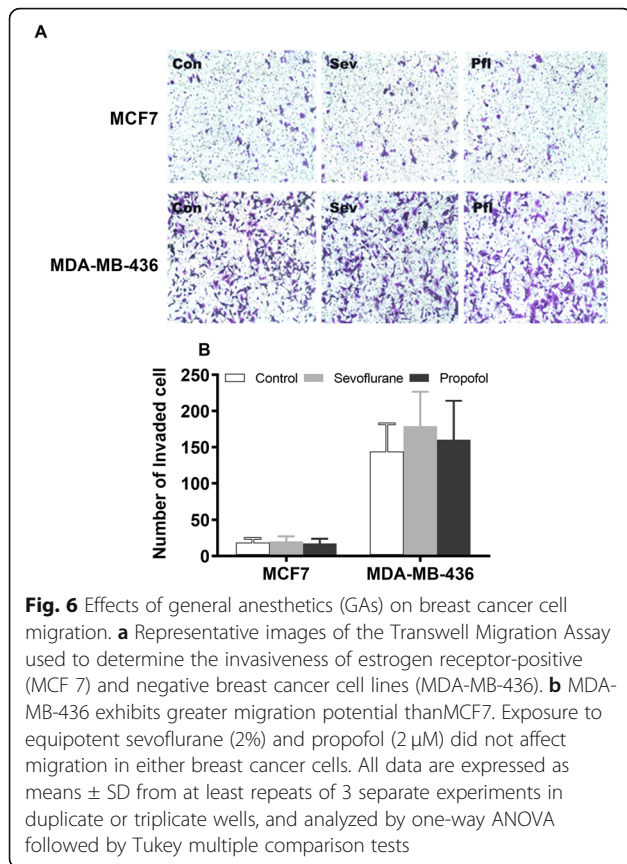 A
Con Sev Pfl
MCF7
Con Sev Pfl
MDA-MB-436
B
Control Sevoflurane Propofol
250
200
150
100
50
0
Number of Invaded cell
MCF7 MDA-MB-436
Fig. 6 Effects of general anesthetics (GAs) on breast cancer cell
migration. a Representative images of the Transwell Migration Assay
used to determine the invasiveness of estrogen receptor-positive
(MCF 7) and negative breast cancer cell lines (MDA-MB-436). b MDA-
MB-436 exhibits greater migration potential thanMCF7. Exposure to
equipotent sevoflurane (2%) and propofol (2 μM) did not affect
migration in either breast cancer cells. All data are expressed as
means ± SD from at least repeats of 3 separate experiments in
duplicate or triplicate wells, and analyzed by one-way ANOVA
followed by Tukey multiple comparison tests